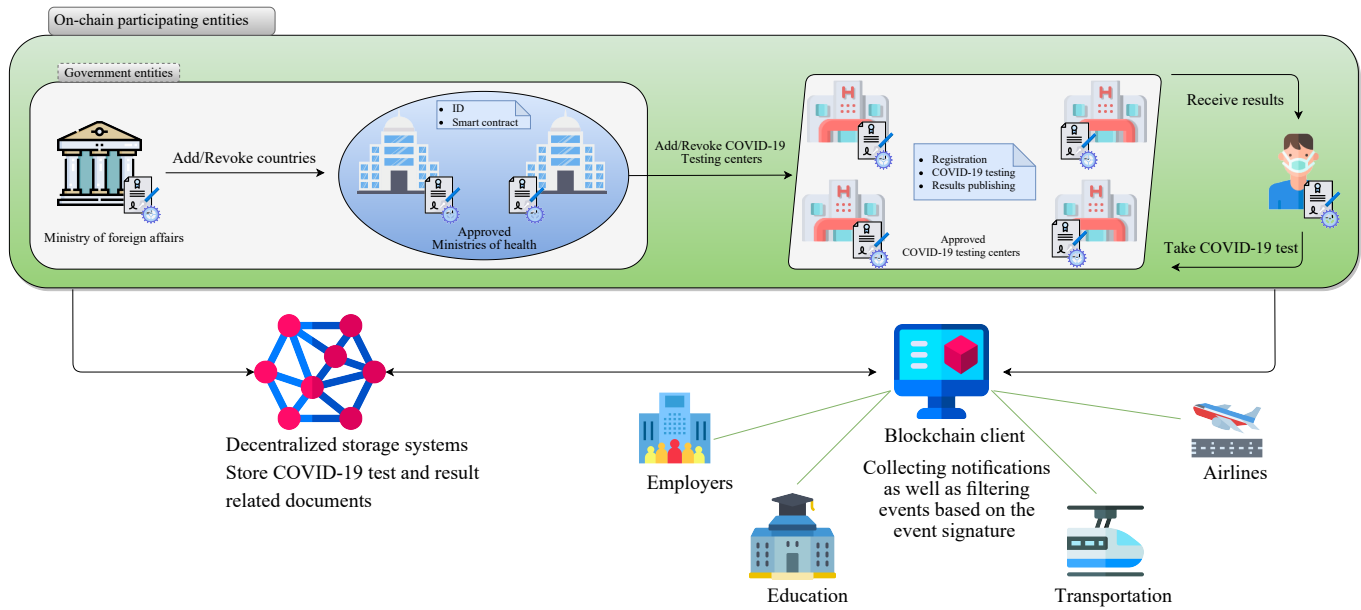 On-chain participating entities
Government entities
ID
Smart contract
Add/Revoke countries
Ministry of foreign affairs
Approved
Ministries of health
Add/Revoke COVID-19
Testing centers
Registration
COVID-19 testing
Results publishing
Approved
COVID-19 testing centers
Receive results
Take COVID-19 test
Decentralized storage systems
Store COVID-19 test and result
related documents
Blockchain client
Collecting notifications
as well as filtering
events based on the
event signature
Employers
Education
Transportation
Airlines